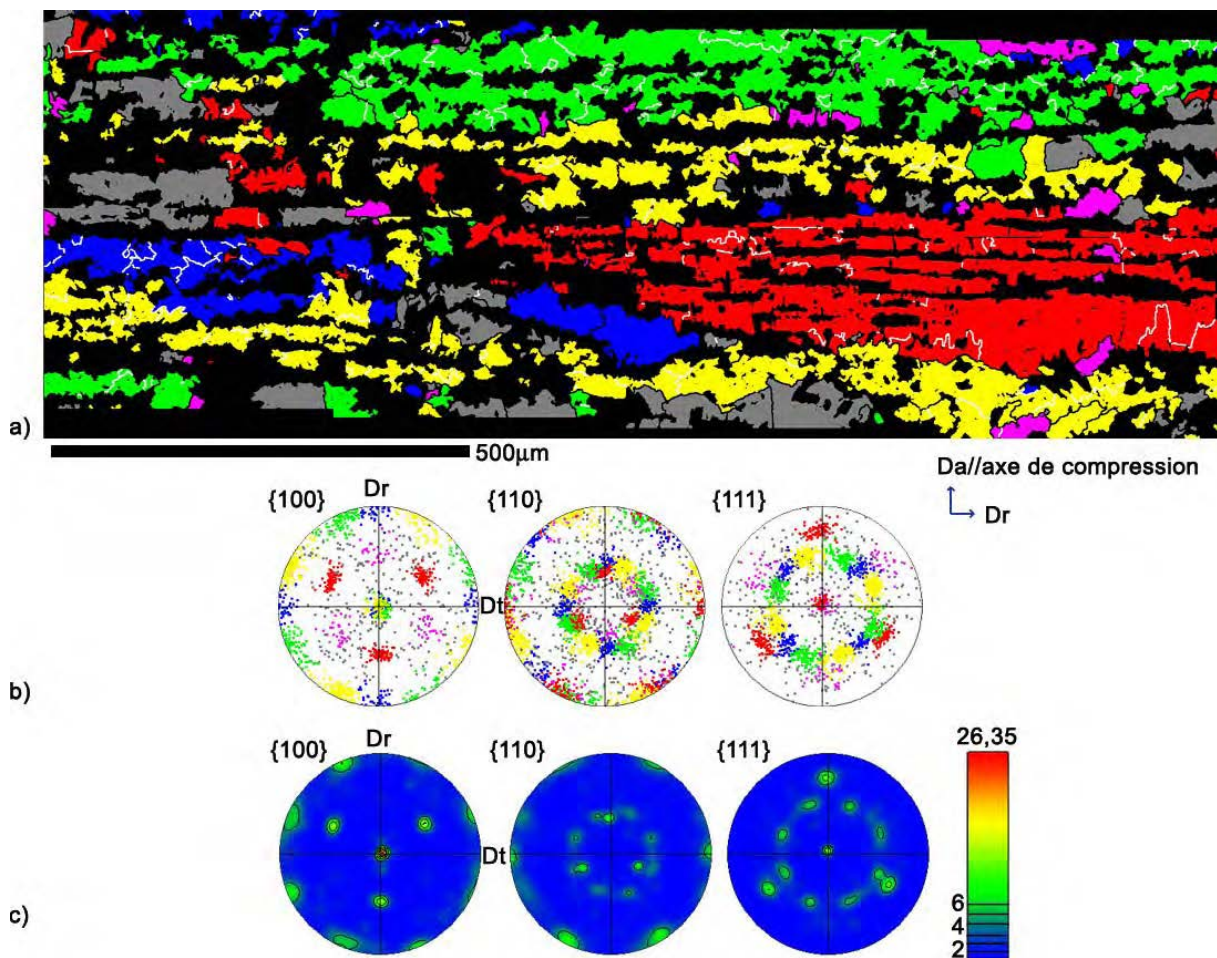 a)
500µm
Da//axe de compression
Dr
{100}
Dr
{110}
{111}
Dt
b)
{100}
Dr
{110}
{111}
26,35
Dt
6
4
2
c)